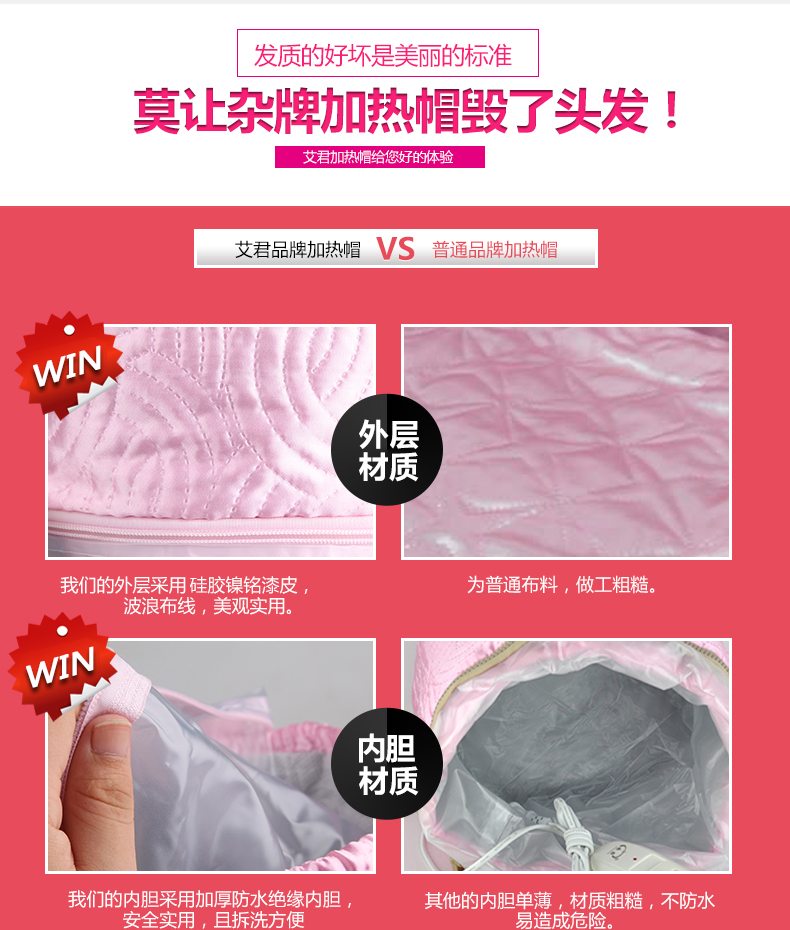 发质的好坏是美丽的标准
莫让杂牌加热帽毁了头发！
艾君加热帽给您好的体验
艾君品牌加热帽 VS 普通品牌加热帽
WIN
外层
材质
我们的外层采用 硅胶镍铭漆皮，
波浪布线，美观实用。
为普通布料，做工粗糙。
WIN
内胆
材质
我们的内胆采用加厚防水绝缘内胆，
安全实用，且拆洗方便
其他的内胆单薄，材质粗糙，不防水
易造成危险。